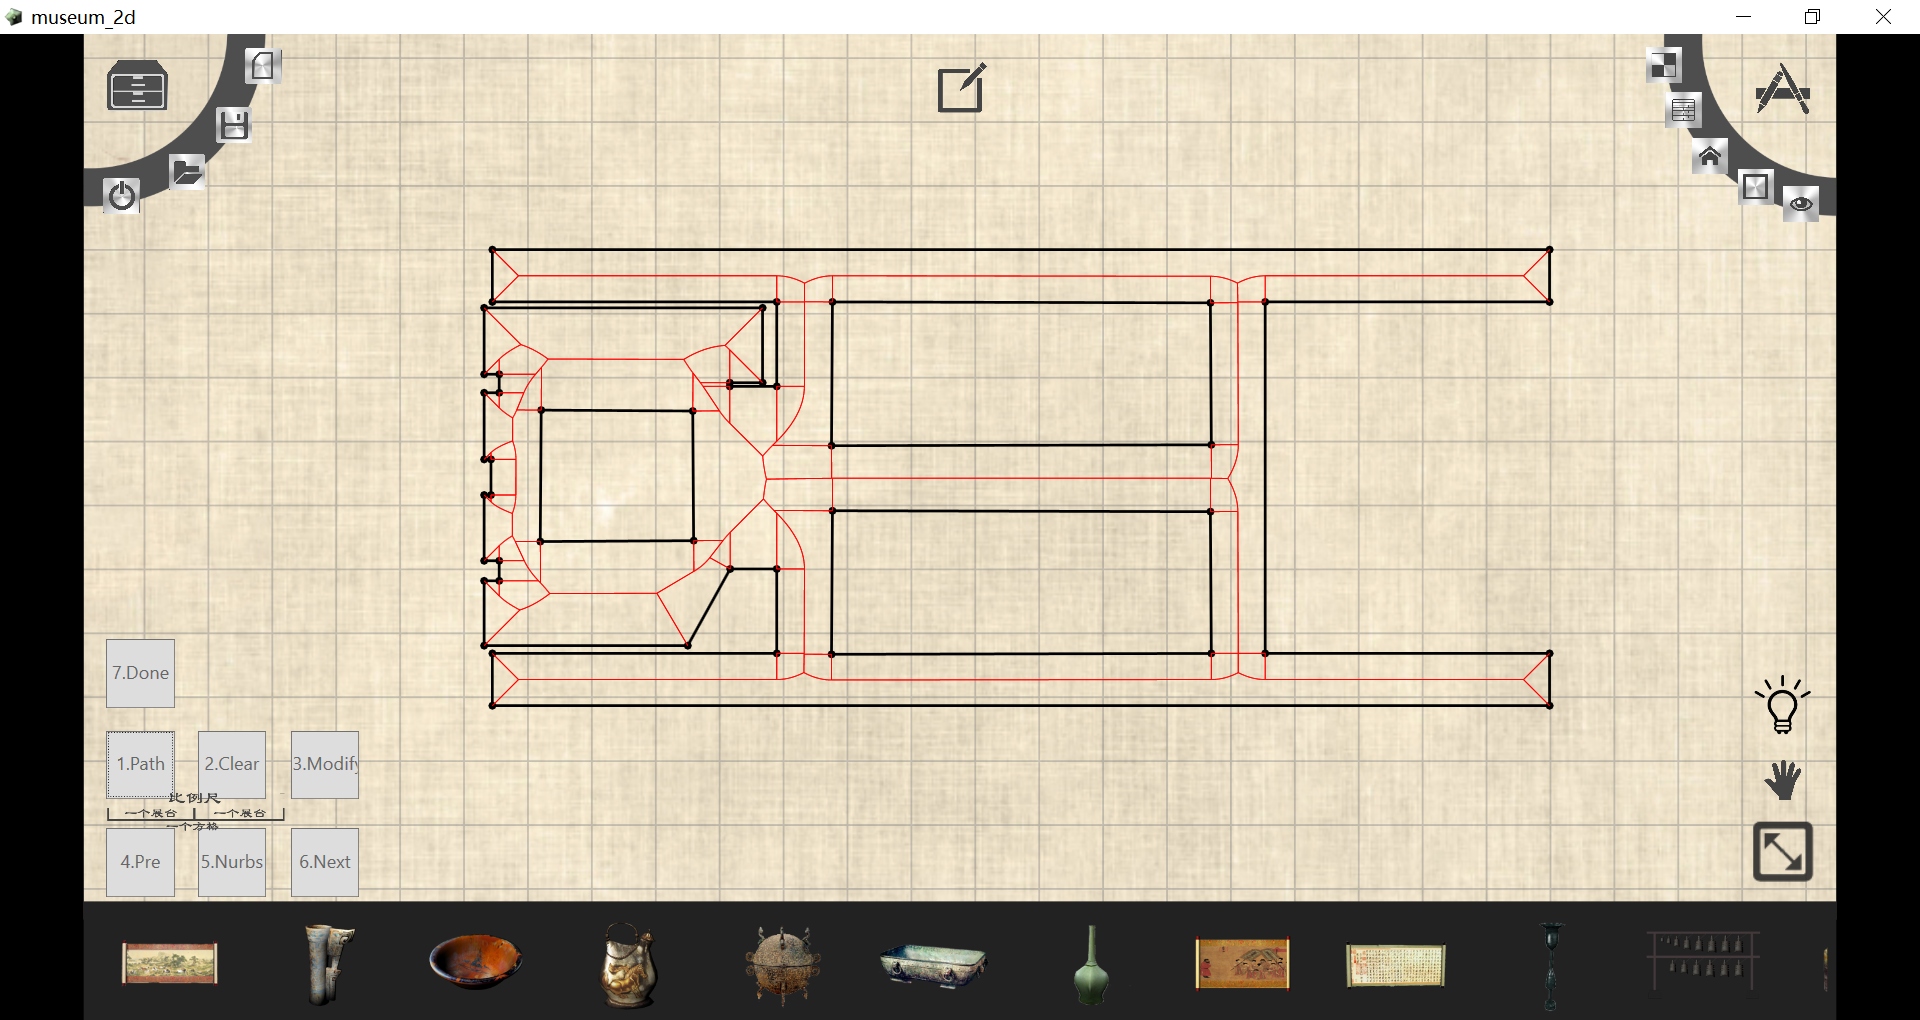 museum_2d
7.Done
1.Path
2.Clear
3.Modify
比例尺
一个展台
一个展台
一个方格
4.Pre
5.Nurbs
6.Next